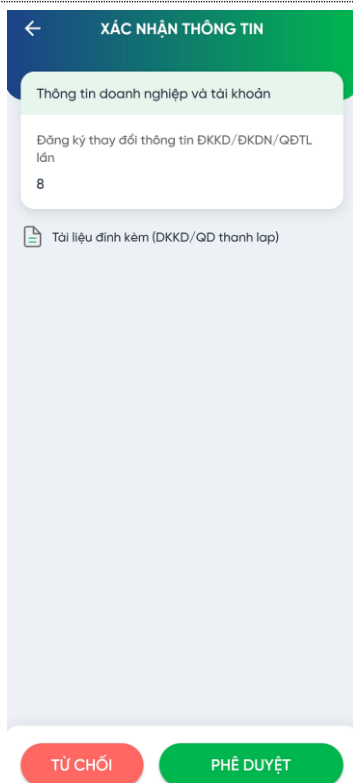 XÁC NHẬN THÔNG TIN
Thông tin doanh nghiệp và tài khoản
Đăng ký thay đổi thông tin ĐKKD/ĐKDN/QĐTL
lần
8
Tài liệu đính kèm (DKKD/QD thanh lap)
TỪ CHỐI
PHÊ DUYỆT